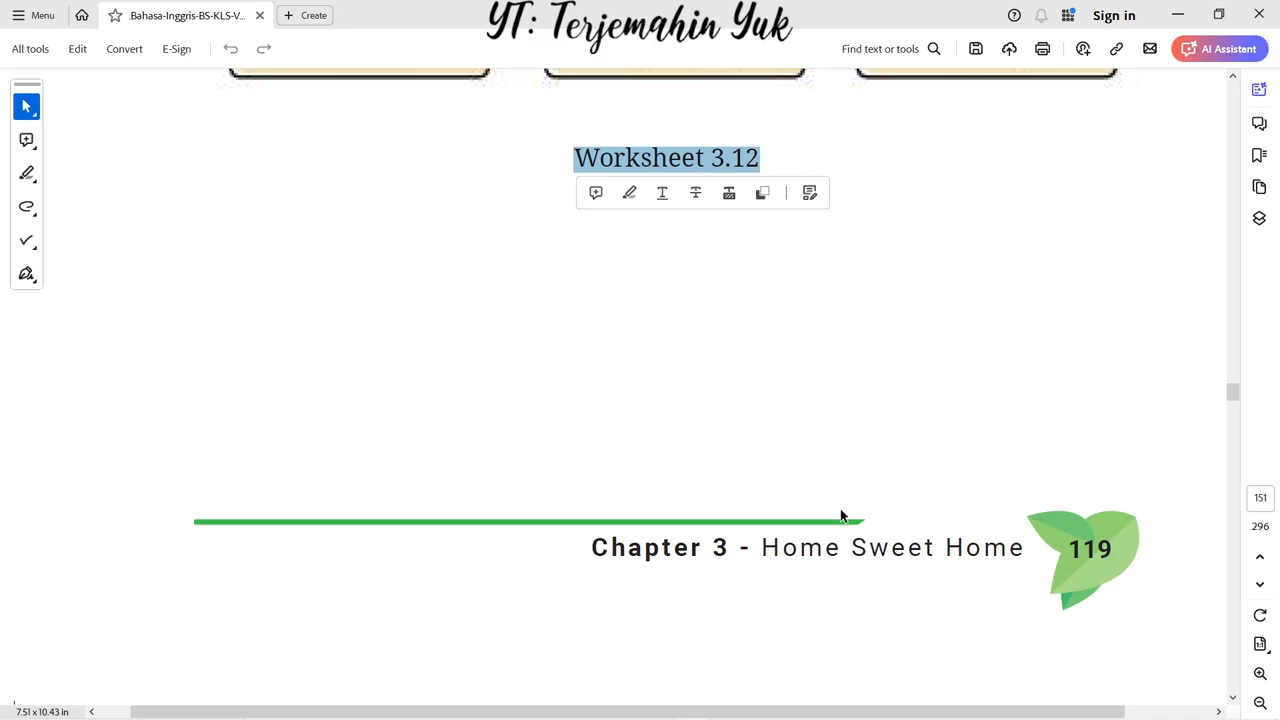 Menu
.Bahasa-Inggris-BS-KLS-V...
Create
YT: Terjemahin Yuk
Sign in
All tools
Edit
Convert
E-Sign
Find text or tools
AI Assistant
Worksheet 3.12
151
296
Chapter 3 - Home Sweet Home
119
7.51 x 10.43 in